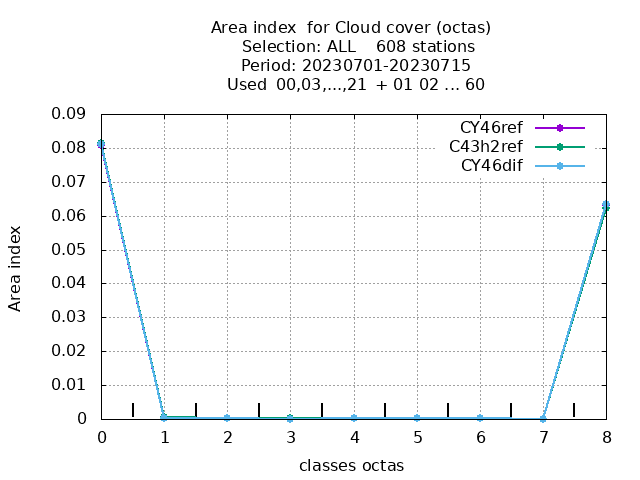 Area index  for Cloud cover (octas)
Selection: ALL    608 stations
Period: 20230701-20230715
Used  00,03,...,21  + 01 02 ... 60
CY46ref
C43h2ref
CY46dif
0.09
0.08
0.07
0.06
0.05
0.04
0.03
0.02
0.01
0
Area index
0 1 2 3 4 5 6 7 8
classes octas